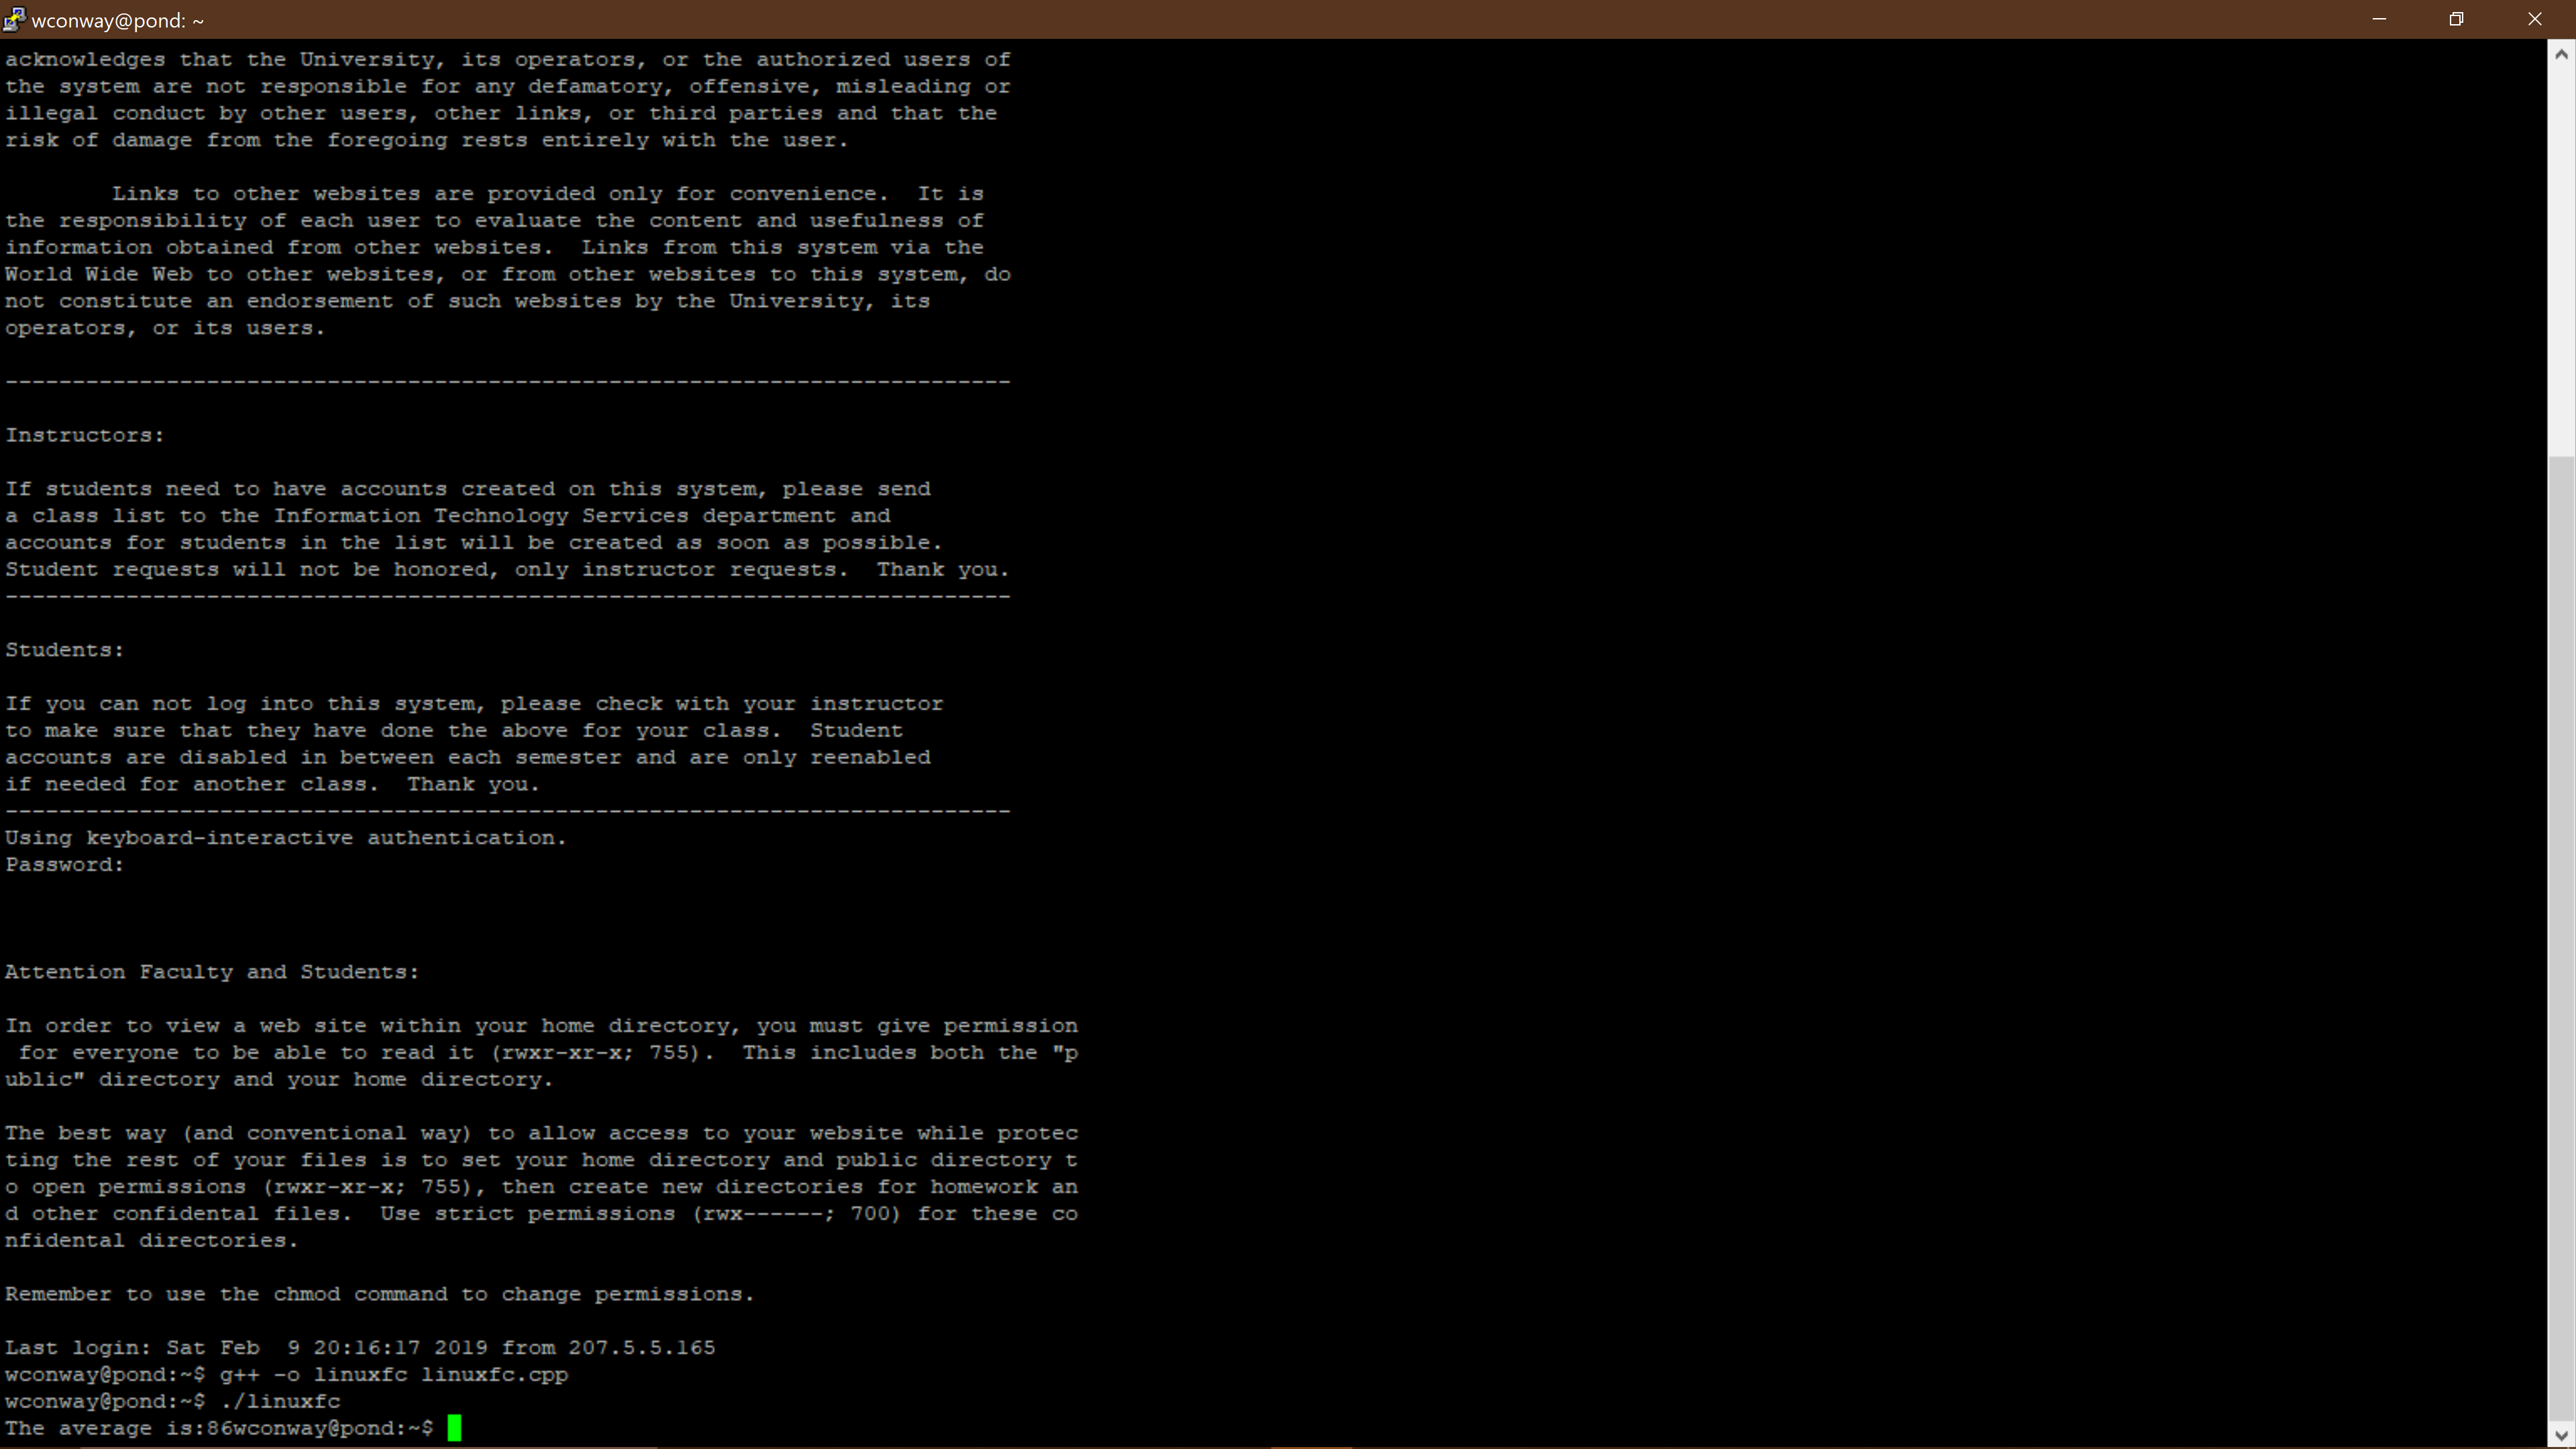 wconway@pond: ~
acknowledges that the University, its operators, or the authorized users of
the system are not responsible for any defamatory, offensive, misleading or
illegal conduct by other users, other links, or third parties and that the
risk of damage from the foregoing rests entirely with the user.

        Links to other websites are provided only for convenience.  It is
the responsibility of each user to evaluate the content and usefulness of
information obtained from other websites.  Links from this system via the
World Wide Web to other websites, or from other websites to this system, do
not constitute an endorsement of such websites by the University, its
operators, or its users.

---------------------------------------------------------------------------

Instructors:

If students need to have accounts created on this system, please send
a class list to the Information Technology Services department and
accounts for students in the list will be created as soon as possible.
Student requests will not be honored, only instructor requests.  Thank you.
---------------------------------------------------------------------------

Students:

If you can not log into this system, please check with your instructor
to make sure that they have done the above for your class.  Student
accounts are disabled in between each semester and are only reenabled
if needed for another class.  Thank you.
---------------------------------------------------------------------------
Using keyboard-interactive authentication.
Password:

Attention Faculty and Students:

In order to view a web site within your home directory, you must give permission
 for everyone to be able to read it (rwxr-xr-x; 755).  This includes both the "p
ublic" directory and your home directory.

The best way (and conventional way) to allow access to your website while protec
ting the rest of your files is to set your home directory and public directory t
o open permissions (rwxr-xr-x; 755), then create new directories for homework an
d other confidental files.  Use strict permissions (rwx------; 700) for these co
nfidental directories.

Remember to use the chmod command to change permissions.

Last login: Sat Feb  9 20:16:17 2019 from 207.5.5.165
wconway@pond:~$ g++ -o linuxfc linuxfc.cpp
wconway@pond:~$ ./linuxfc
The average is:86wconway@pond:~$